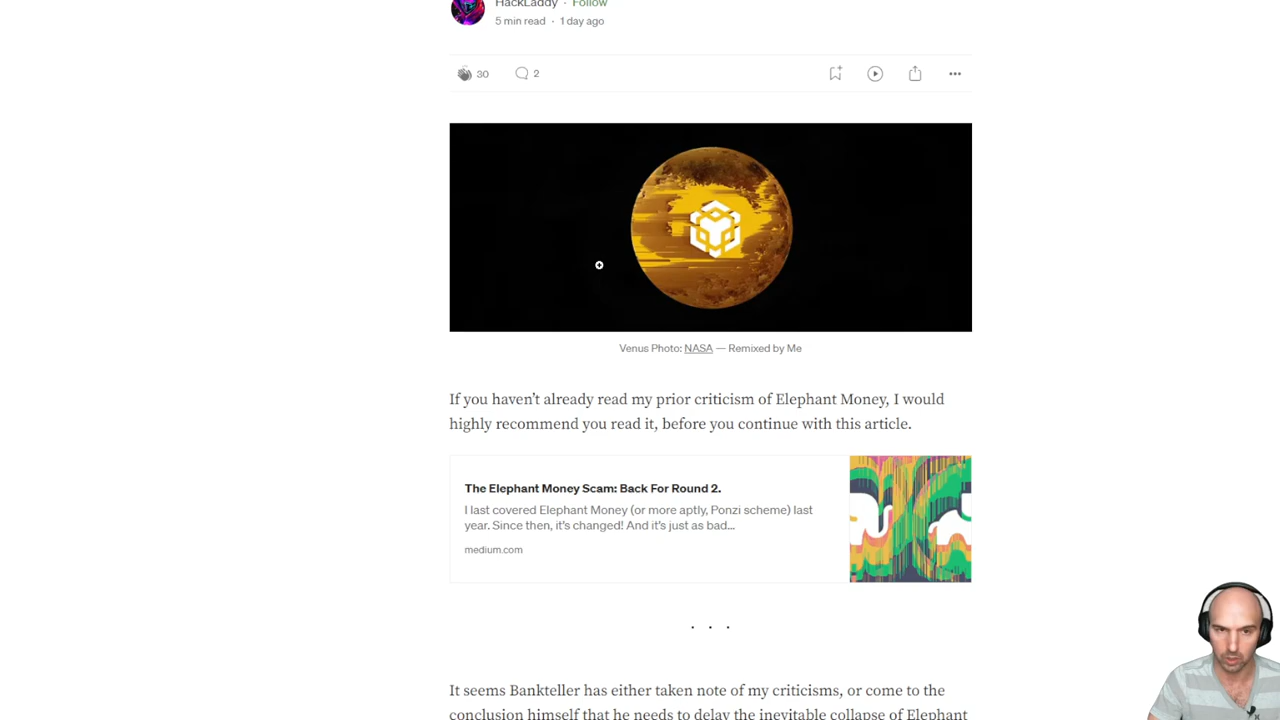 HackLaddy · Follow
5 min read · 1 day ago
30 2
Venus Photo: NASA — Remixed by Me
If you haven’t already read my prior criticism of Elephant Money, I would
highly recommend you read it, before you continue with this article.
The Elephant Money Scam: Back For Round 2.
I last covered Elephant Money (or more aptly, Ponzi scheme) last
year. Since then, it’s changed! And it’s just as bad…
medium.com
. . .
It seems Bankteller has either taken note of my criticisms, or come to the
conclusion himself that he needs to delay the inevitable collapse of Elephant